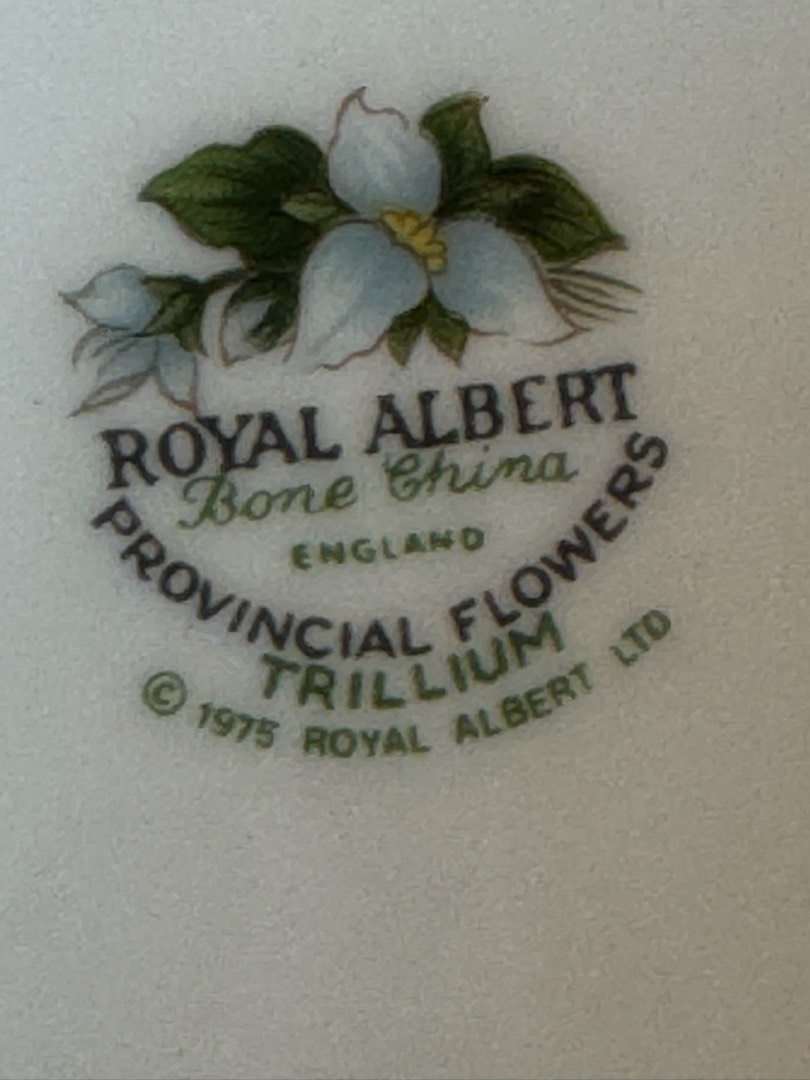 ROYAL ALBERT
Bone China
ENGLAND
PROVINCIAL FLOWERS
TRILLIUM
© 1975 ROYAL ALBERT LTD